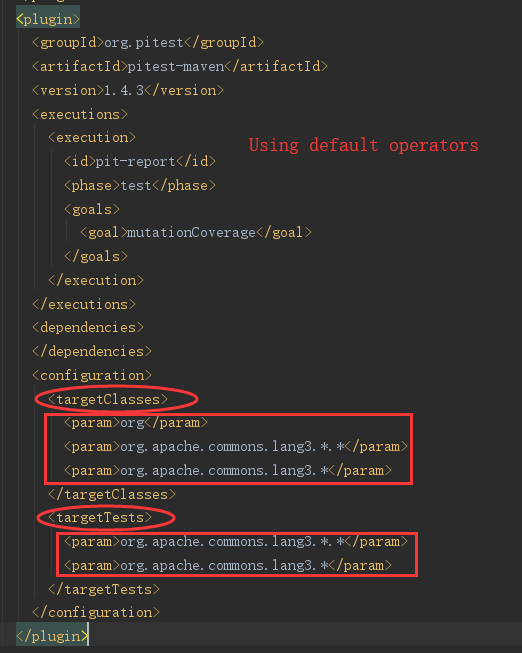 <plugin>
<groupId>org.pitest</groupId>
<artifactId>pitest-maven</artifactId>
<version>1.4.3</version>
<executions>
<execution>
Using default operators
<id>pit-report</id>
<phase>test</phase>
<goals>
<goal>mutationCoverage</goal>
</goals>
</execution>
</executions>
<dependencies>
</dependencies>
<configuration>
<targetClasses>
<param>org</param>
<param>org.apache.commons.lang3.*.*</param>
<param>org.apache.commons.lang3.*</param>
</targetClasses>
<targetTests>
<param>org.apache.commons.lang3.*.*</param>
<param>org.apache.commons.lang3.*</param>
</targetTests>
</configuration>
</plugin>